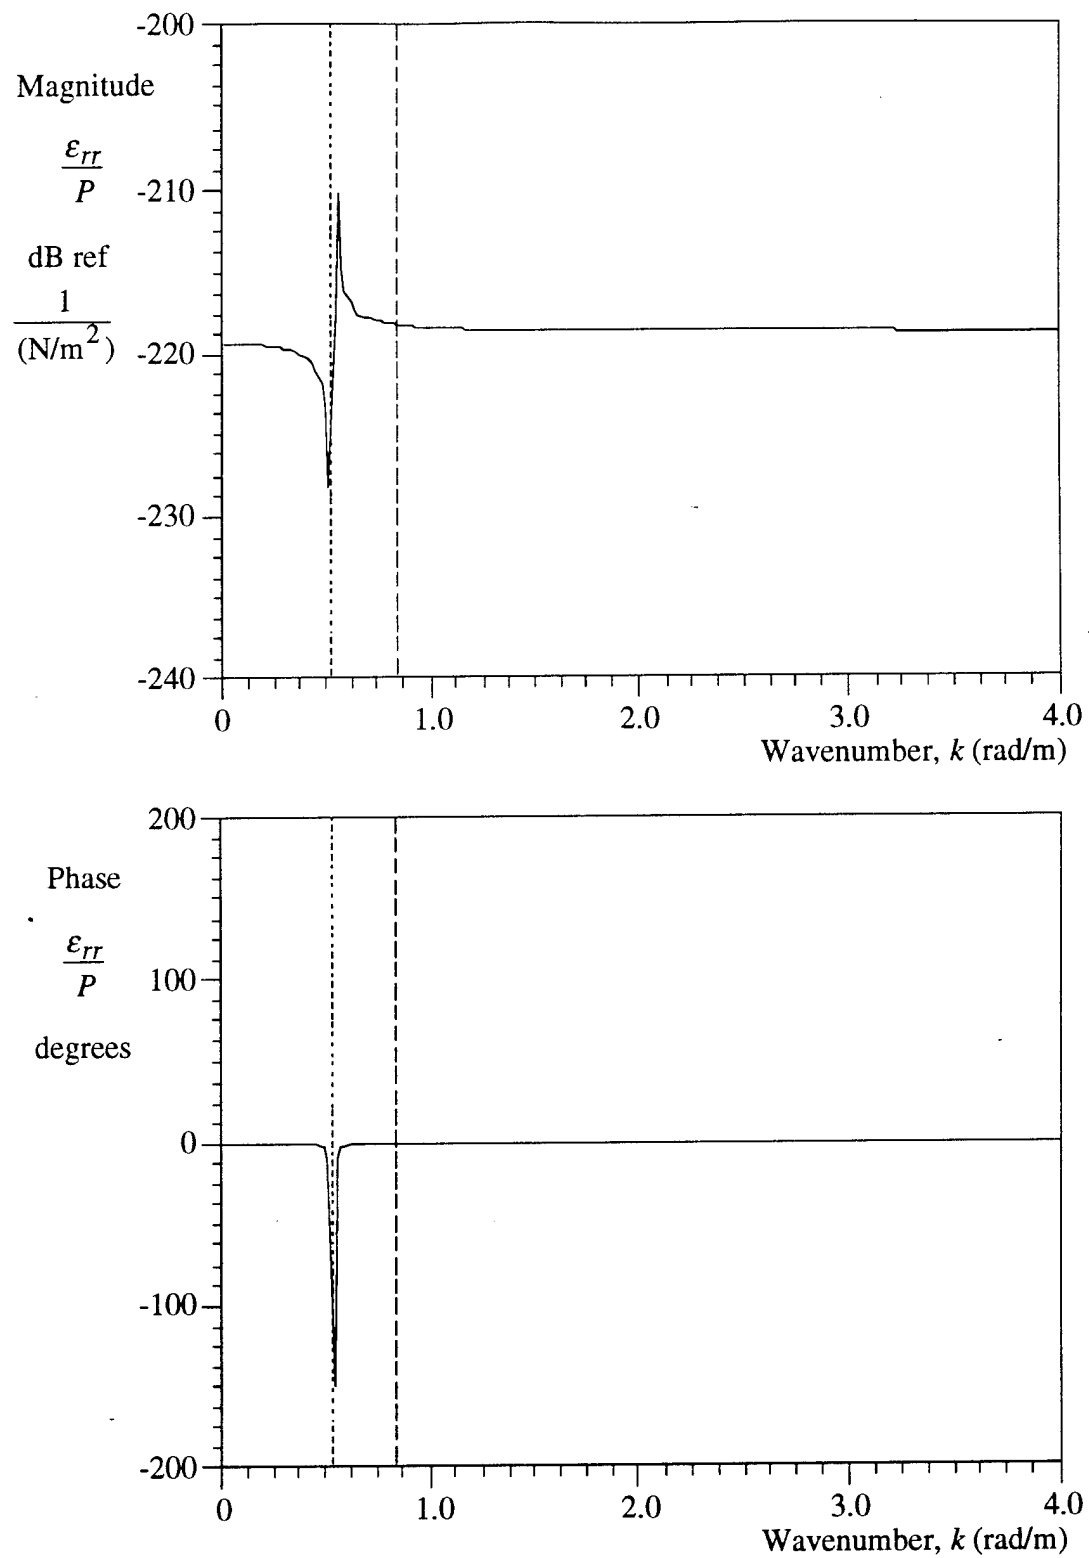 -200
Magnitude
ε_rr
P
-210
dB ref
1
(N/m²)
-220
-230
-240
0 1.0 2.0 3.0 4.0
Wavenumber, k (rad/m)
200
Phase
ε_rr
P
100
degrees
0
-100
-200
0 1.0 2.0 3.0 4.0
Wavenumber, k (rad/m)